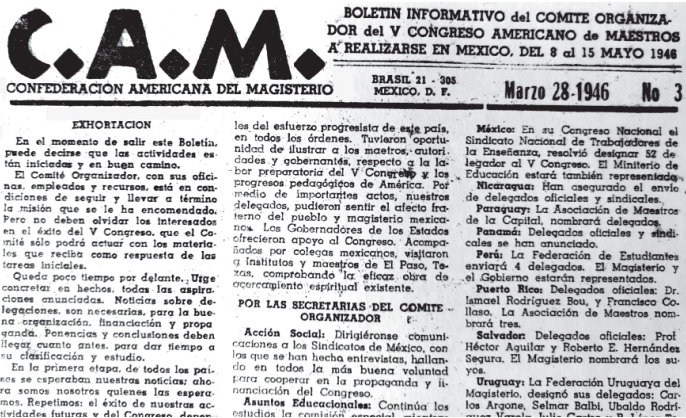 C.A.M.
CONFEDERACIÓN AMERICANA DEL MAGISTERIO
BOLETIN INFORMATIVO del COMITE ORGANIZA-
DOR del V CONGRESO AMERICANO de MAESTROS
A REALIZARSE EN MEXICO, DEL 8 al 15 MAYO 1946
BRASIL 21 - 305
MEXICO, D. F.
Marzo 28-1946
No 3
EXHORTACION
En el momento de salir este Boletín,
puede decirse que las actividades es-
tán iniciadas y en buen camino.
El Comité Organizador, con sus ofici-
nas, empleados y recursos, está en con-
diciones de seguir y llevar a término
la misión que se le ha encomendado.
Pero no deben olvidar los interesados
en el éxito del V Congreso, que el Co-
mité sólo podrá actuar con los materia-
les que reciba como respuesta de las
tareas iniciales.
Queda poco tiempo por delante. Urge
concretar en hechos, todas las aspira-
ciones anunciadas. Noticias sobre de-
legaciones, son necesarias, para la bue-
na organización, financiación y propa
ganda. Ponencias y conclusiones deben
llegar cuanto antes, para dar tiempo a
su clasificación y estudio.
En la primera etapa, de todos los paí-
ses se esperaban nuestras noticias; aho-
ra somos nosotros quienes las espera-
mos. Repetimos: el éxito de nuestras ac-
tividades futuras y del Congreso, depen-
les del esfuerzo progresista de este país,
en todos los órdenes. Tuvieron oportu-
nidad de ilustrar a los maestros, autori-
dades y gobernantes, respecto a la la-
bor preparatoria del V Congreso y los
progresos pedagógicos de América. Por
medio de importantes actos, nuestros
delegados, pudieron sentir el afecto fra-
terno del pueblo y magisterio mexica-
nos. Los Gobernadores de los Estados
ofrecieron apoyo al Congreso. Acompa-
ñados por colegas mexicanos, visitaron
a Institutos y maestros de El Paso, Te-
xas, comprobando la eficaz obra de
acercamiento espiritual existente.
POR LAS SECRETARIAS DEL COMITE
ORGANIZADOR
Acción Social: Dirigiéronse comuni-
caciones a los Sindicatos de México, con
los que se han hecho entrevistas, hallan-
do en todos la más buena voluntad
para cooperar en la propaganda y fi-
nanciación del Congreso.
Asuntos Educacionales: Continúa los
estudios la comisión especial
México: En su Congreso Nacional el
Sindicato Nacional de Trabajadores de
la Enseñanza, resolvió designar 52 de-
legador al V Congreso. El Miniterio de
Educación estará también representado.
Nicaragua: Han asegurado el envío
de delegados oficiales y sindicales.
Paraguay: La Asociación de Maestros
de la Capital, nombrará delegados.
Panamá: Delegados oficiales y sindi-
cales se han anunciado.
Perú: La Federación de Estudiantes
enviará 4 delegados. El Magisterio y
el Gobierno estarán representados.
Puerto Rico: Delegados oficiales: Dr.
Ismael Rodríguez Bou, y Francisco Co-
llaso. La Asociación de Maestros nom-
brará tres.
Salvador: Delegados oficiales: Prof
Héctor Aguilar y Roberto E. Hernández
Segura. El Magisterio nombrará los su-
yos.
Uruguay: La Federación Uruguaya del
Magisterio, designó sus delegados: Car-
los Argone, Selmar Balbi, Ubaldo Rodrí-